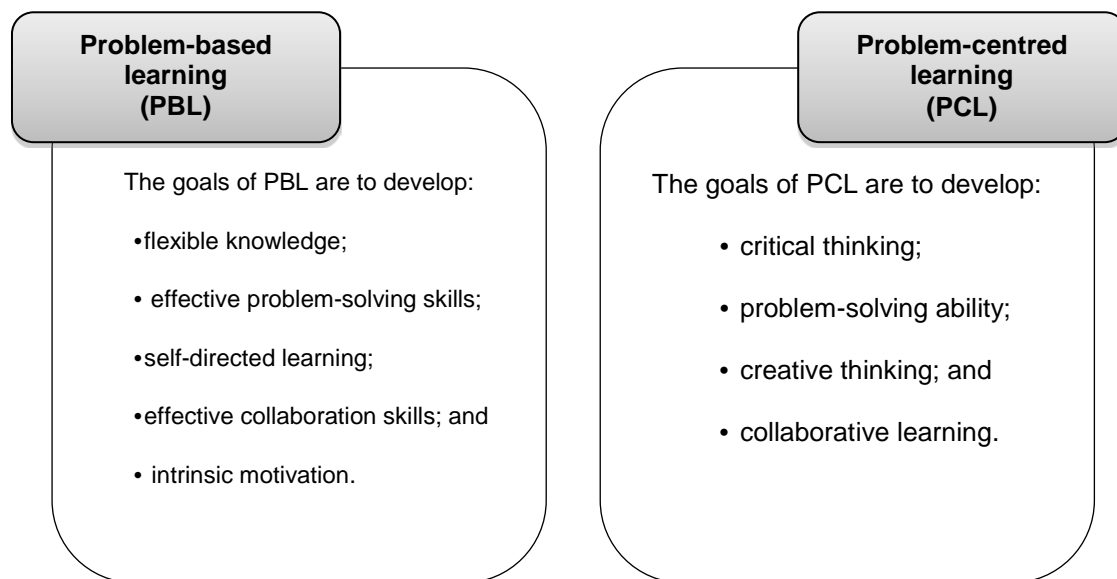 Problem-based
learning
(PBL)
The goals of PBL are to develop:
•flexible knowledge;
• effective problem-solving skills;
•self-directed learning;
•effective collaboration skills; and
• intrinsic motivation.
Problem-centred
learning
(PCL)
The goals of PCL are to develop:
• critical thinking;
• problem-solving ability;
• creative thinking; and
• collaborative learning.